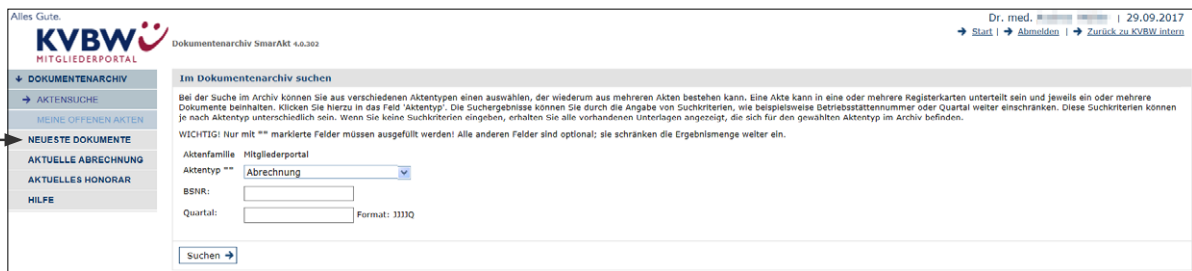 Alles Gute.
KVBW
MITGLIEDERPORTAL
Dokumentenarchiv SmarAkt 4.0.302
Dr. med. | 29.09.2017
Start | Abmelden | Zurück zu KVBW intern
DOKUMENTENARCHIV
AKTENSUCHE
MEINE OFFENEN AKTEN
NEUESTE DOKUMENTE
AKTUELLE ABRECHNUNG
AKTUELLES HONORAR
HILFE
Im Dokumentenarchiv suchen
Bei der Suche im Archiv können Sie aus verschiedenen Aktentypen einen auswählen, der wiederum aus mehreren Akten bestehen kann. Eine Akte kann in eine oder mehrere Registerkarten unterteilt sein und jeweils ein oder mehrere
Dokumente beinhalten. Klicken Sie hierzu in das Feld 'Aktentyp'. Die Suchergebnisse können Sie durch die Angabe von Suchkriterien, wie beispielsweise Betriebsstättennummer oder Quartal weiter einschränken. Diese Suchkriterien können
je nach Aktentyp unterschiedlich sein. Wenn Sie keine Suchkriterien eingeben, erhalten Sie alle vorhandenen Unterlagen angezeigt, die sich für den gewählten Aktentyp im Archiv befinden.
WICHTIG! Nur mit "*" markierte Felder müssen ausgefüllt werden! Alle anderen Felder sind optional; sie schränken die Ergebnismenge weiter ein.
Aktenfamilie Mitgliederportal
Aktentyp "*" Abrechnung
BSNR:
Quartal: Format: JJJJQ
Suchen